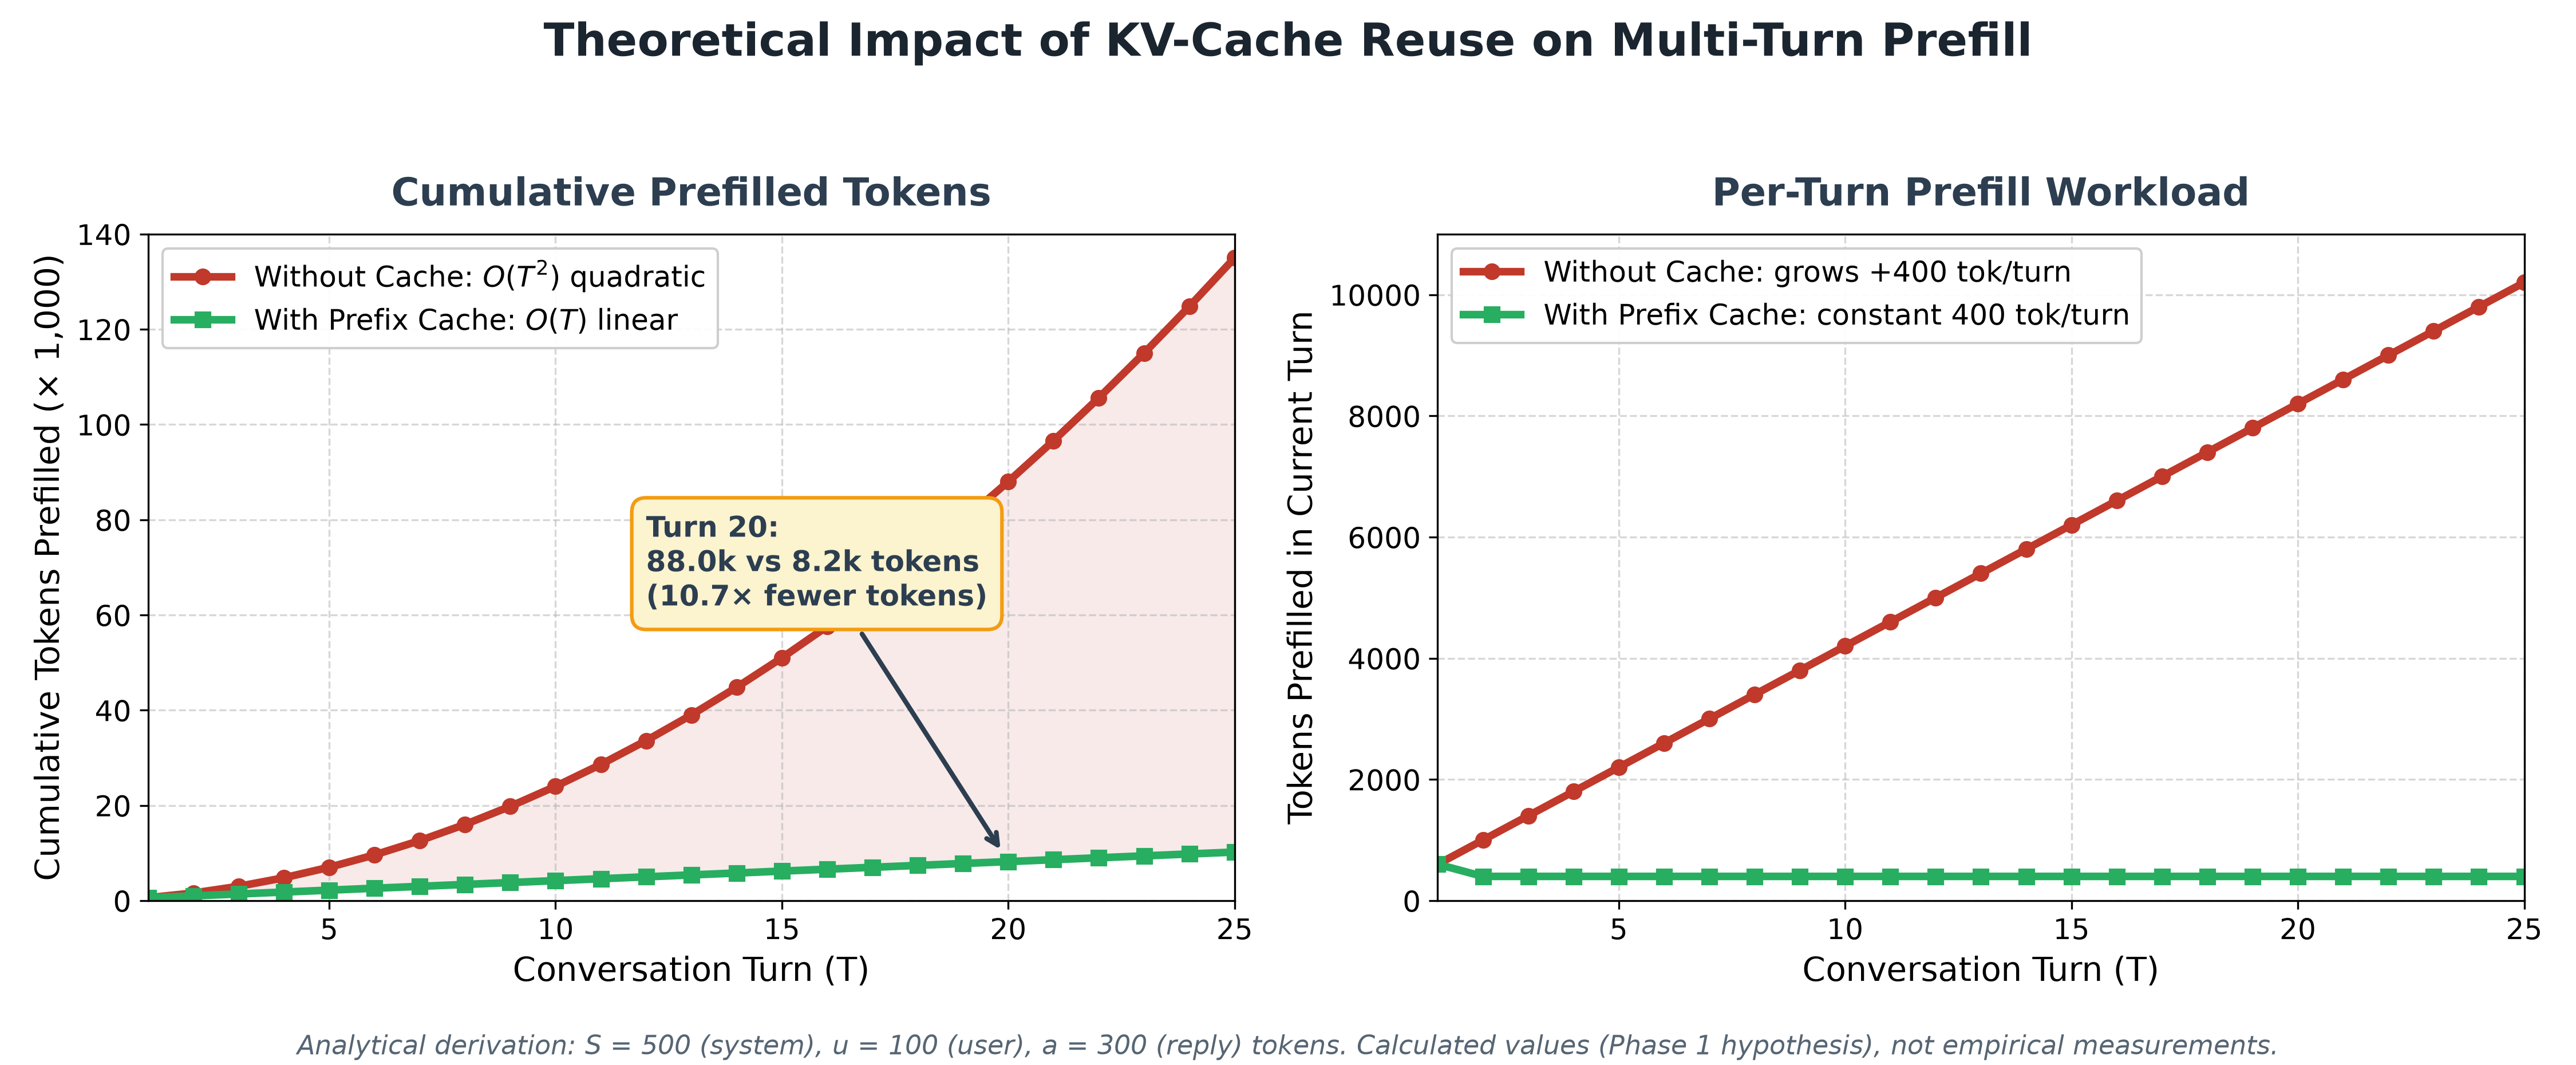 Theoretical Impact of KV-Cache Reuse on Multi-Turn Prefill
Cumulative Prefilled Tokens
Cumulative Tokens Prefilled (× 1,000)
140
120
100
80
60
40
20
0
Without Cache: O(T²) quadratic
With Prefix Cache: O(T) linear
Turn 20:
88.0k vs 8.2k tokens
(10.7× fewer tokens)
5 10 15 20 25
Conversation Turn (T)
Per-Turn Prefill Workload
Tokens Prefilled in Current Turn
10000
8000
6000
4000
2000
0
Without Cache: grows +400 tok/turn
With Prefix Cache: constant 400 tok/turn
5 10 15 20 25
Conversation Turn (T)
Analytical derivation: S = 500 (system), u = 100 (user), a = 300 (reply) tokens. Calculated values (Phase 1 hypothesis), not empirical measurements.